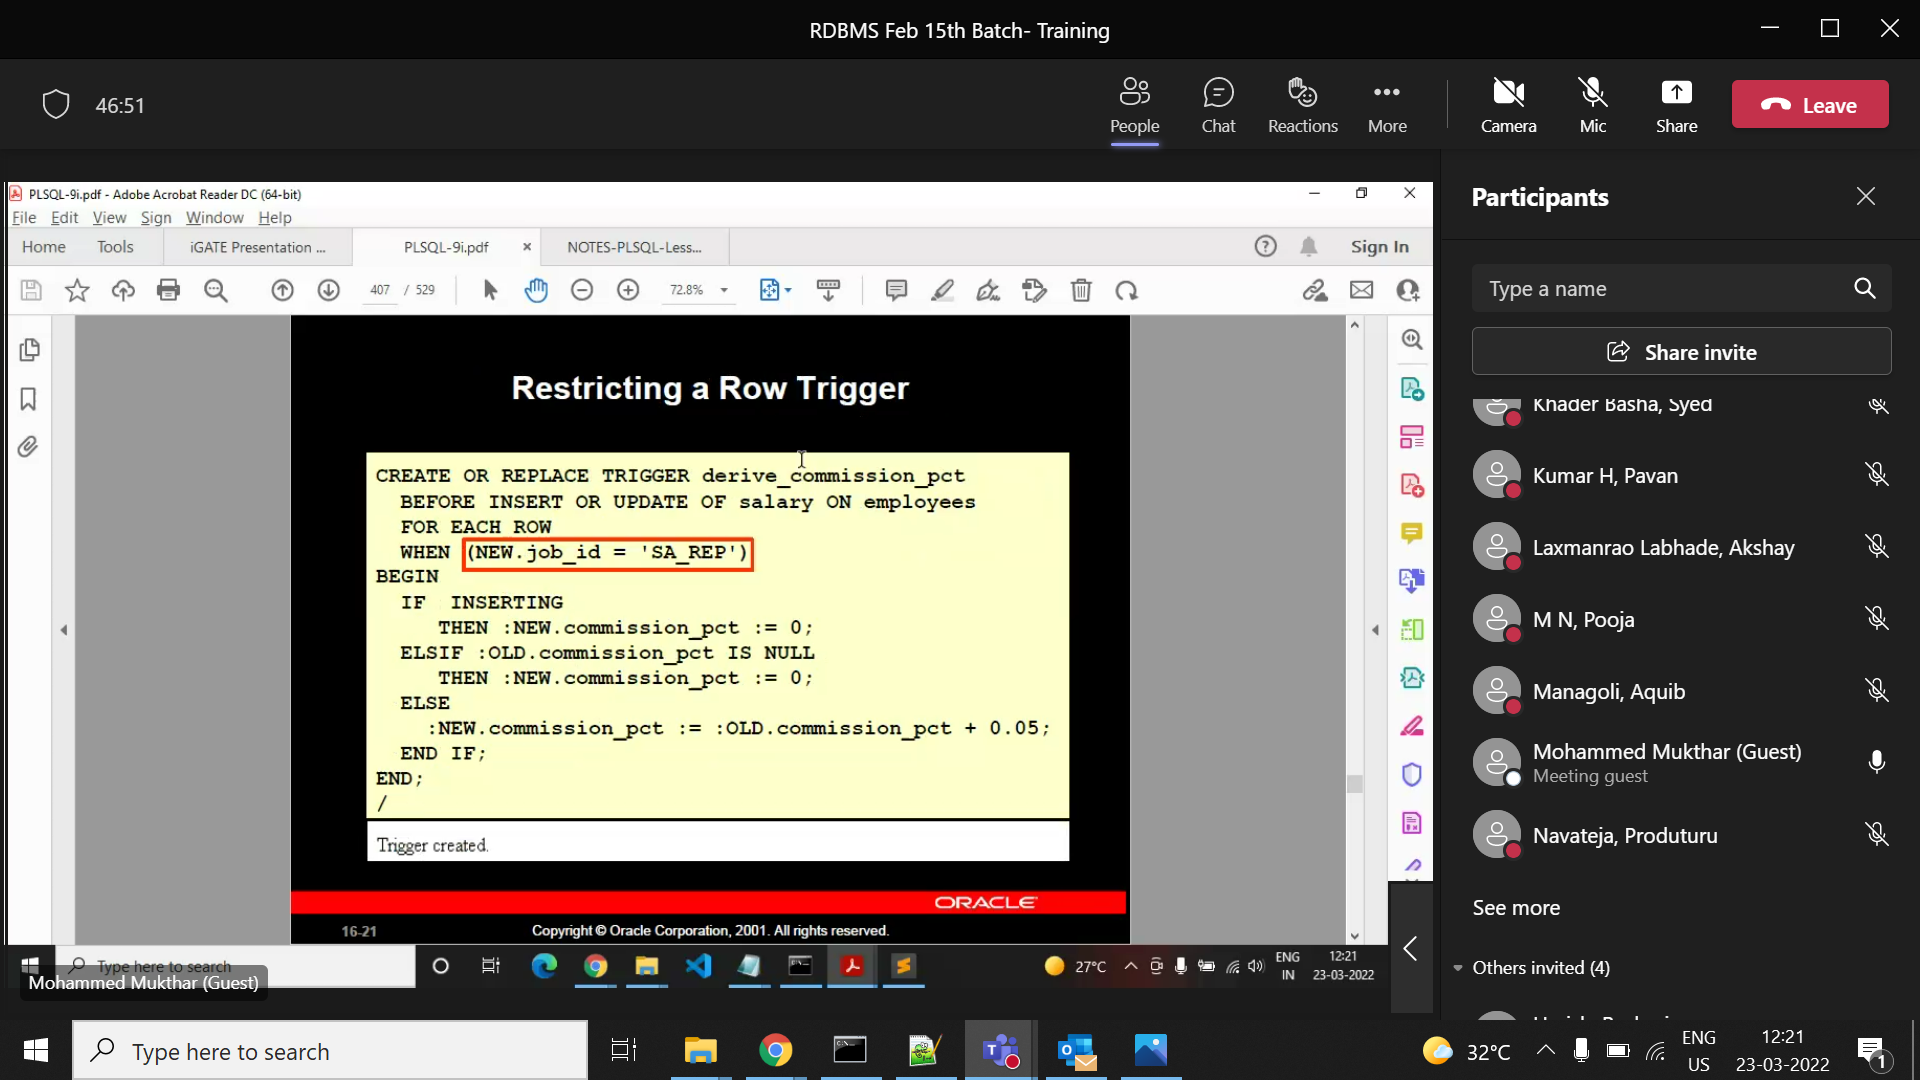 RDBMS Feb 15th Batch- Training
46:51
People
Chat
Reactions
More
Camera
Mic
Share
Leave
PLSQL-9i.pdf - Adobe Acrobat Reader DC (64-bit)
File Edit View Sign Window Help
Home Tools iGATE Presentation ... PLSQL-9i.pdf × NOTES-PLSQL-Less... Sign In
407 / 529 72.8%
Restricting a Row Trigger
CREATE OR REPLACE TRIGGER derive_commission_pct
BEFORE INSERT OR UPDATE OF salary ON employees
FOR EACH ROW
WHEN (NEW.job_id = 'SA_REP')
BEGIN
IF INSERTING
THEN :NEW.commission_pct := 0;
ELSIF :OLD.commission_pct IS NULL
THEN :NEW.commission_pct := 0;
ELSE
:NEW.commission_pct := :OLD.commission_pct + 0.05;
END IF;
END;
/
Trigger created.
ORACLE
16-21 Copyright © Oracle Corporation, 2001. All rights reserved.
Type here to search
27°C
ENG
IN
12:21
23-03-2022
Mohammed Mukthar (Guest)
Participants
Type a name
Share invite
Khader Basha, Syed
Kumar H, Pavan
Laxmanrao Labhade, Akshay
M N, Pooja
Managoli, Aquib
Mohammed Mukthar (Guest)
Meeting guest
Navateja, Produturu
See more
Others invited (4)
Type here to search
32°C
ENG
US
12:21
23-03-2022
1